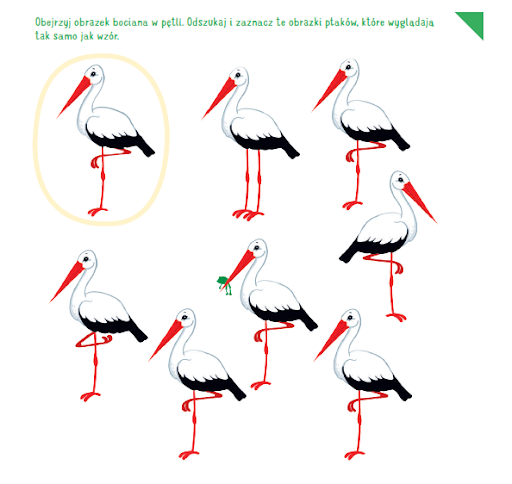 Obejrzyj obrazek bociana w pętli. Odszukaj i zaznacz te obrazki ptaków, które wyglądają
tak samo jak wzór.